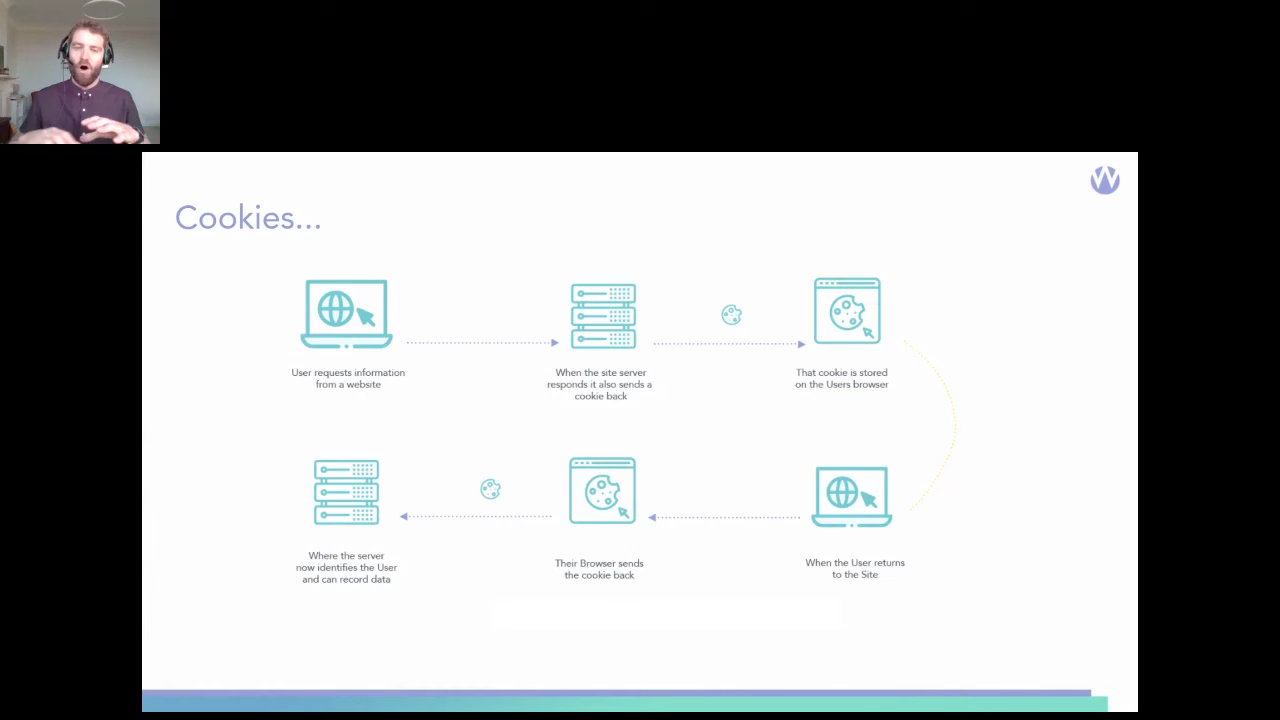 Cookies...
User requests information
from a website
When the site server
responds it also sends a
cookie back
That cookie is stored
on the Users browser
Where the server
now identifies the User
and can record data
Their Browser sends
the cookie back
When the User returns
to the Site